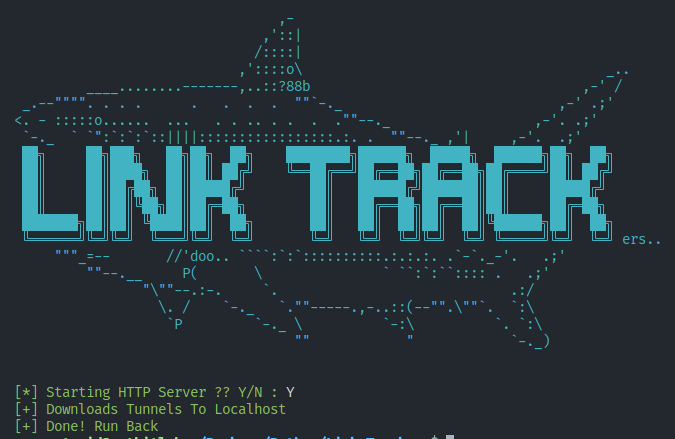 LINK TRACK
ers..
[*] Starting HTTP Server ?? Y/N : Y
[+] Downloads Tunnels To Localhost
[+] Done! Run Back